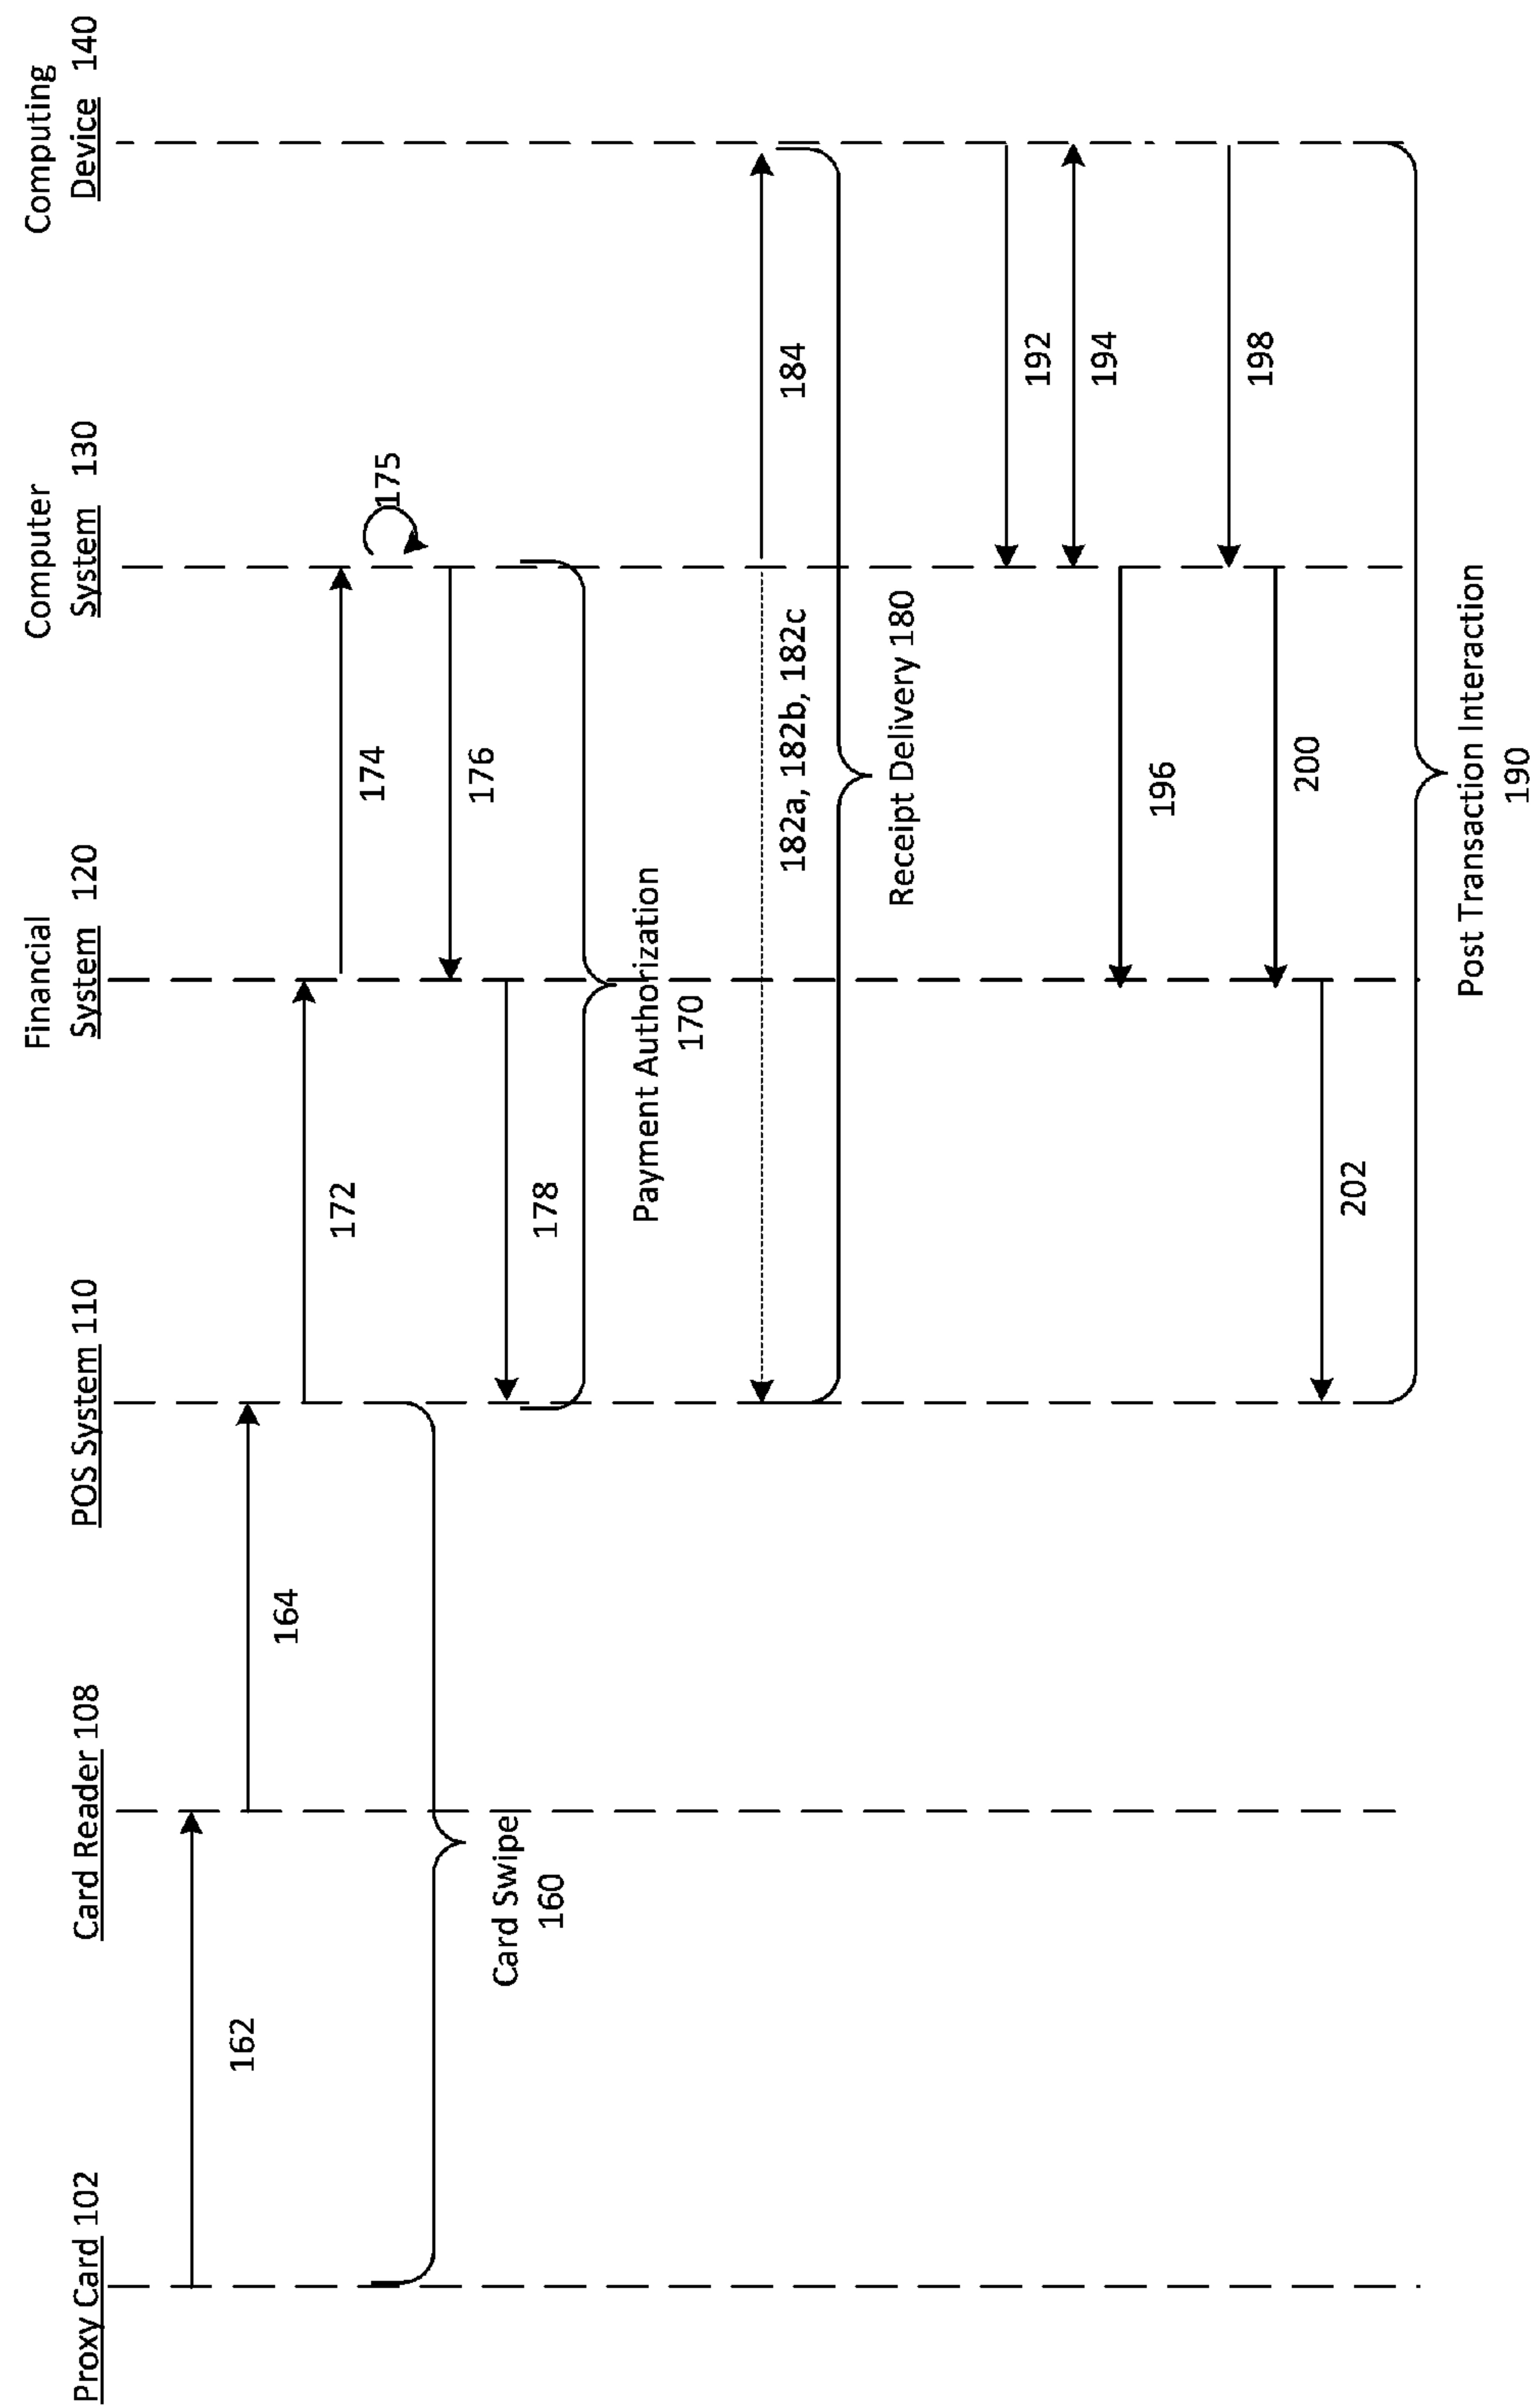 Proxy Card 102
Card Reader 108
POS System 110
Financial
System 120
Computer
System 130
Computing
Device 140
162
164
172
174
175
176
178
Card Swipe
160
Payment Authorization
170
182a, 182b, 182c
184
Receipt Delivery 180
192
194
196
198
200
202
Post Transaction Interaction
190